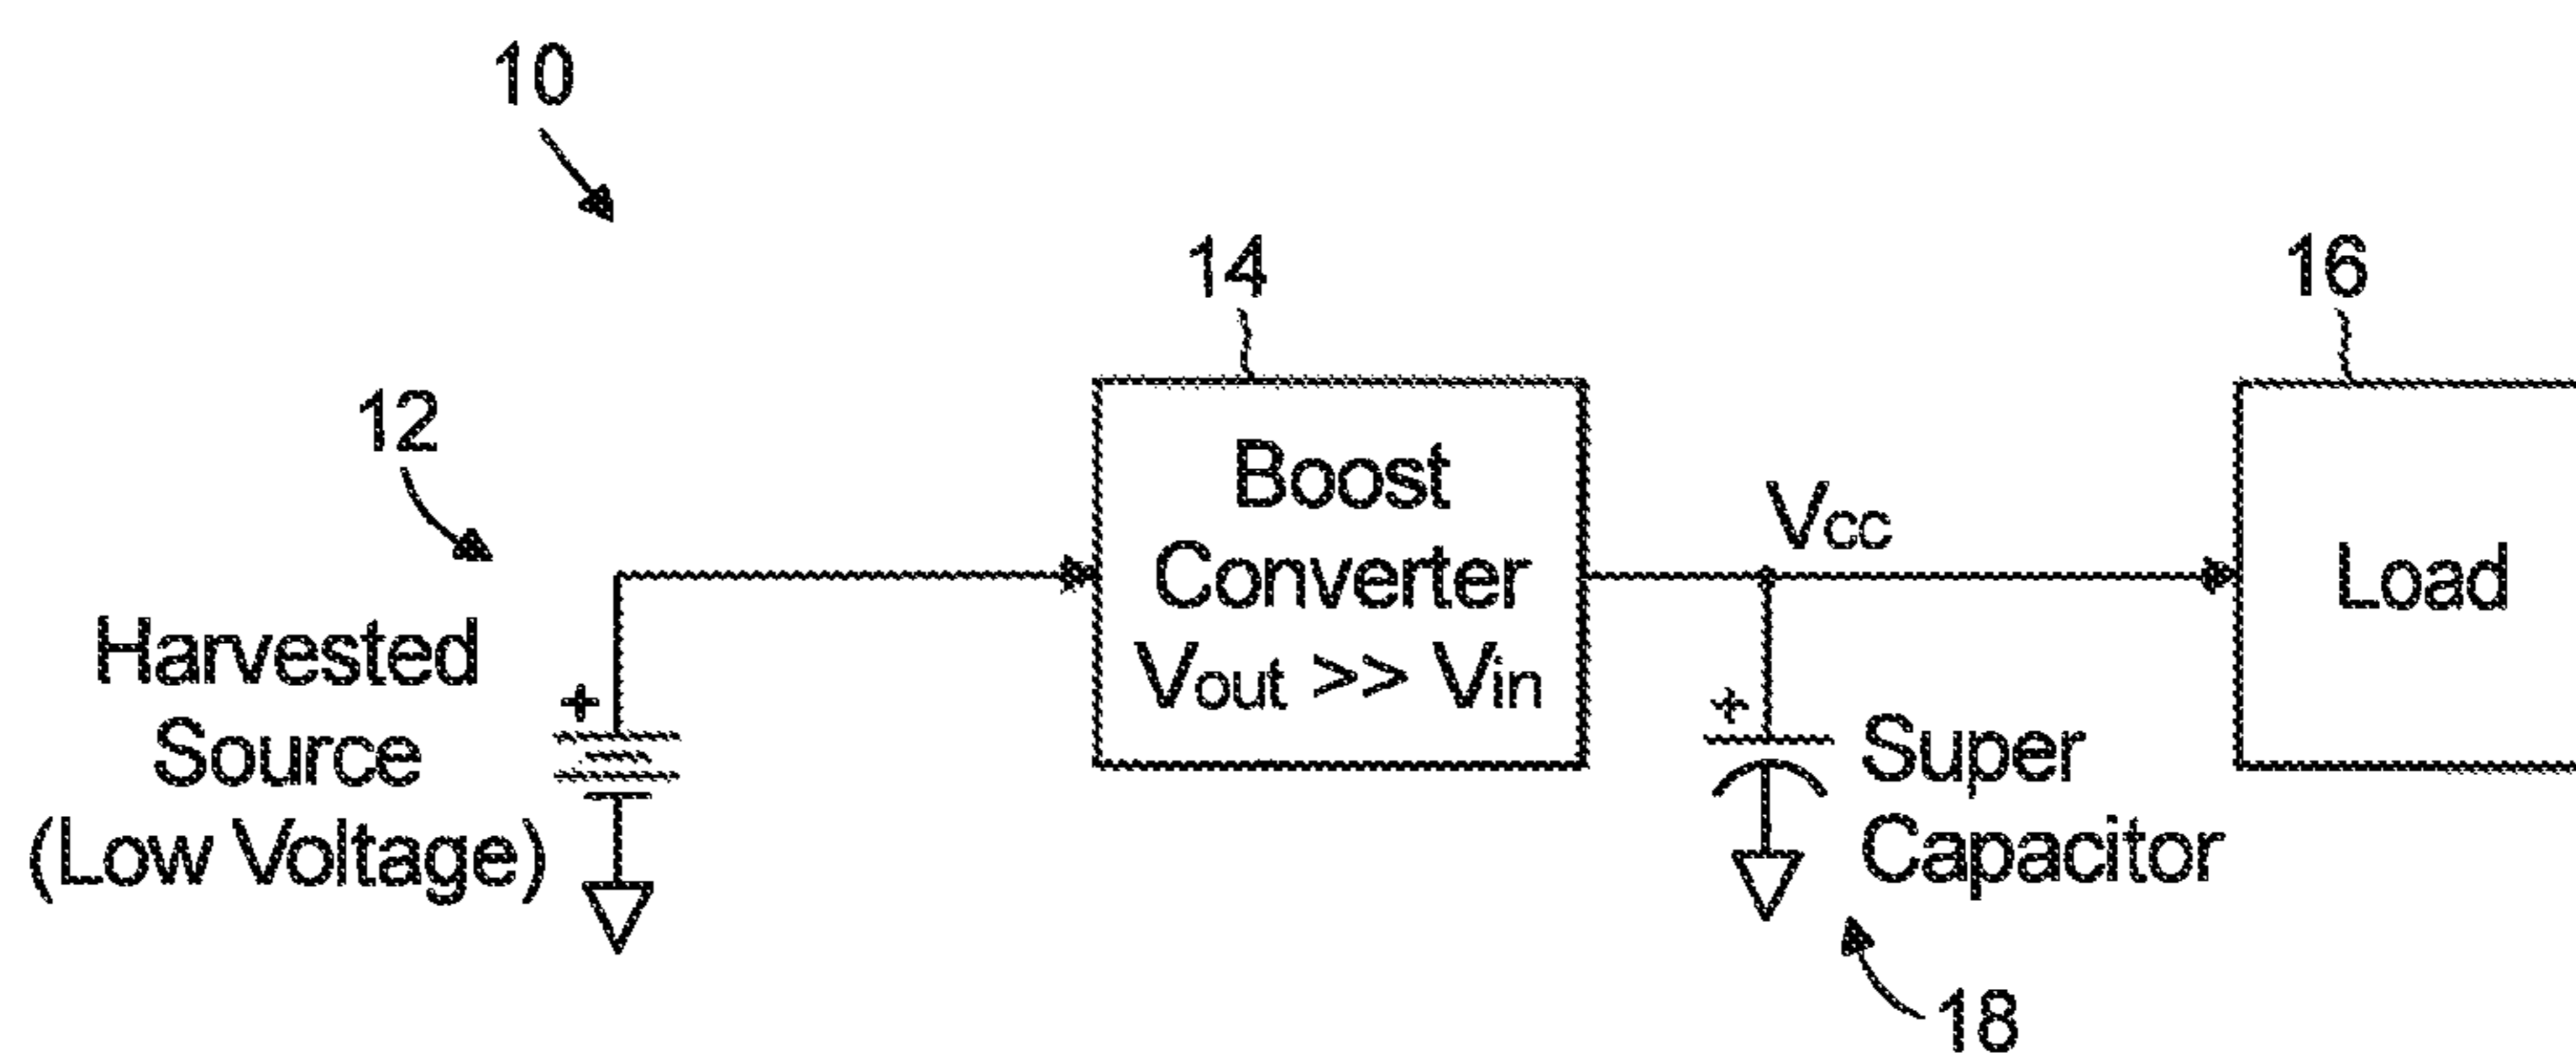 10
14
16
12
Boost
Converter
Vout >> Vin
Vcc
Load
Harvested
Source
(Low Voltage)
+
+
Super
Capacitor
18